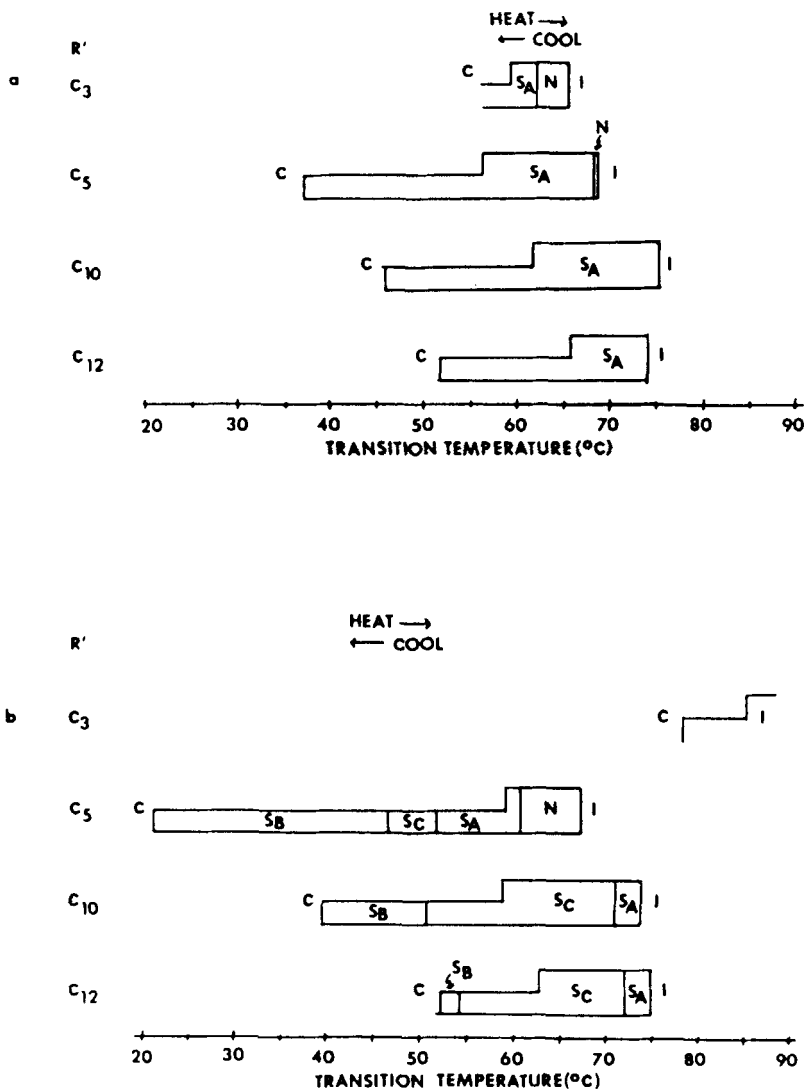 HEAT →
← COOL
R'
a
C3 C SA N I
N
C5 C SA I
C10 C SA I
C12 C SA I
20 30 40 50 60 70 80 90
TRANSITION TEMPERATURE (°C)
HEAT →
← COOL
R'
b C3 C I
C5 C SB SC SA N I
C10 C SB SC SA I
SB
C12 C SC SA I
20 30 40 50 60 70 80 90
TRANSITION TEMPERATURE (°C)